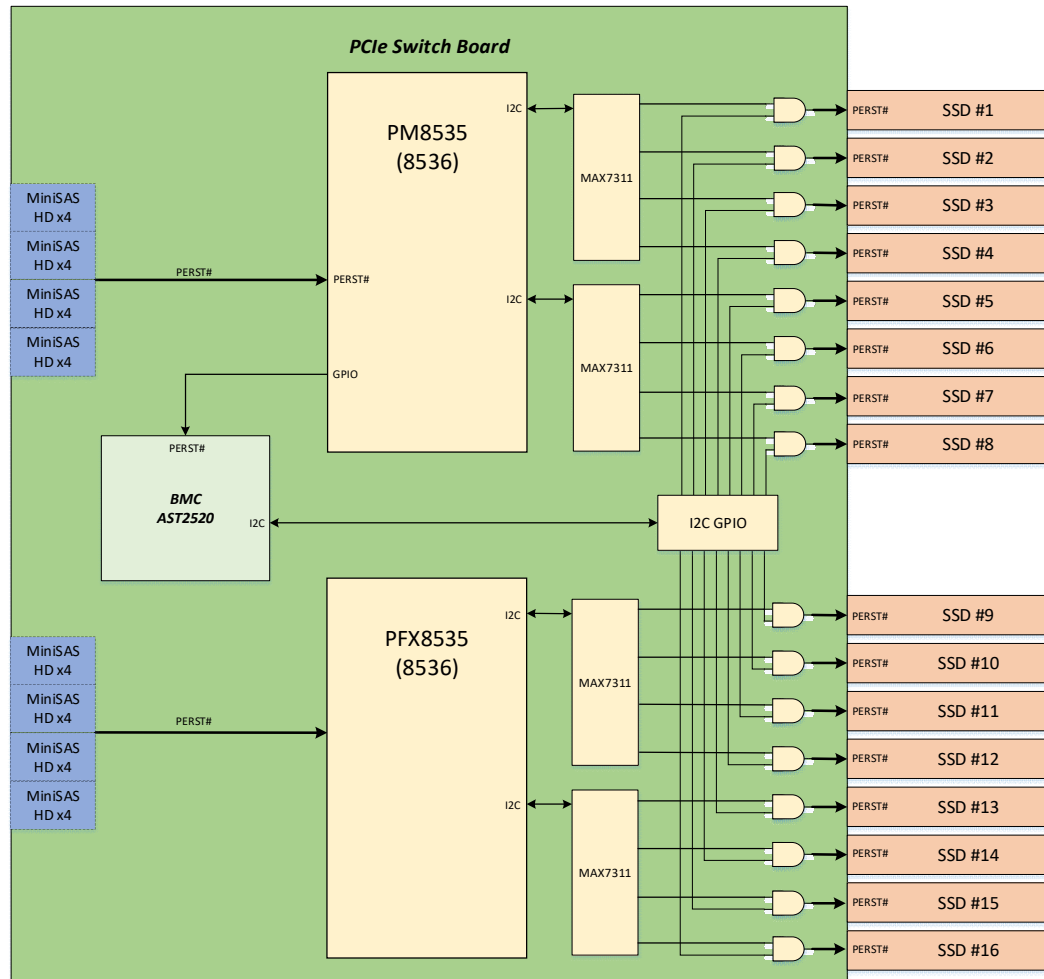 PCIe Switch Board
MiniSAS
HD x4
MiniSAS
HD x4
MiniSAS
HD x4
MiniSAS
HD x4
PERST#
PM8535
(8536)
I2C
PERST#
I2C
GPIO
MAX7311
MAX7311
PERST# SSD #1
PERST# SSD #2
PERST# SSD #3
PERST# SSD #4
PERST# SSD #5
PERST# SSD #6
PERST# SSD #7
PERST# SSD #8
PERST#
BMC
AST2520
I2C
I2C GPIO
MiniSAS
HD x4
MiniSAS
HD x4
MiniSAS
HD x4
MiniSAS
HD x4
PERST#
PFX8535
(8536)
I2C
I2C
MAX7311
MAX7311
PERST# SSD #9
PERST# SSD #10
PERST# SSD #11
PERST# SSD #12
PERST# SSD #13
PERST# SSD #14
PERST# SSD #15
PERST# SSD #16